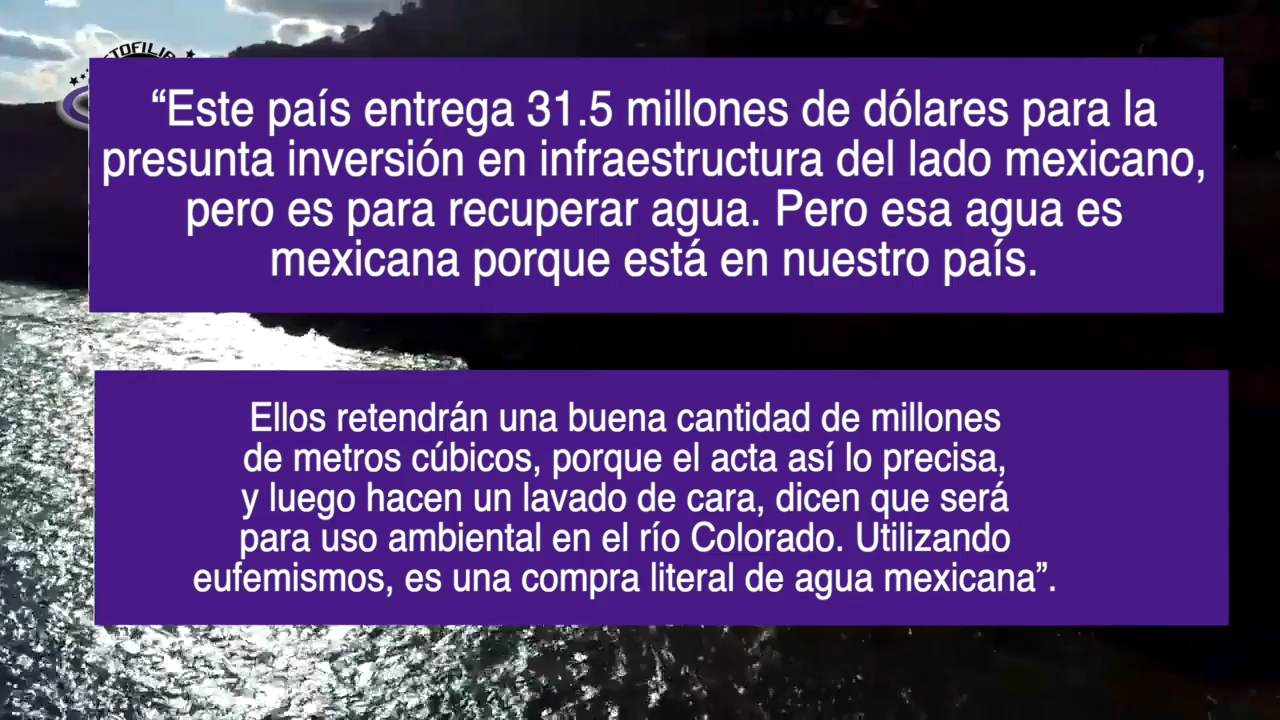 “Este país entrega 31.5 millones de dólares para la
presunta inversión en infraestructura del lado mexicano,
pero es para recuperar agua. Pero esa agua es
mexicana porque está en nuestro país.
Ellos retendrán una buena cantidad de millones
de metros cúbicos, porque el acta así lo precisa,
y luego hacen un lavado de cara, dicen que será
para uso ambiental en el río Colorado. Utilizando
eufemismos, es una compra literal de agua mexicana”.